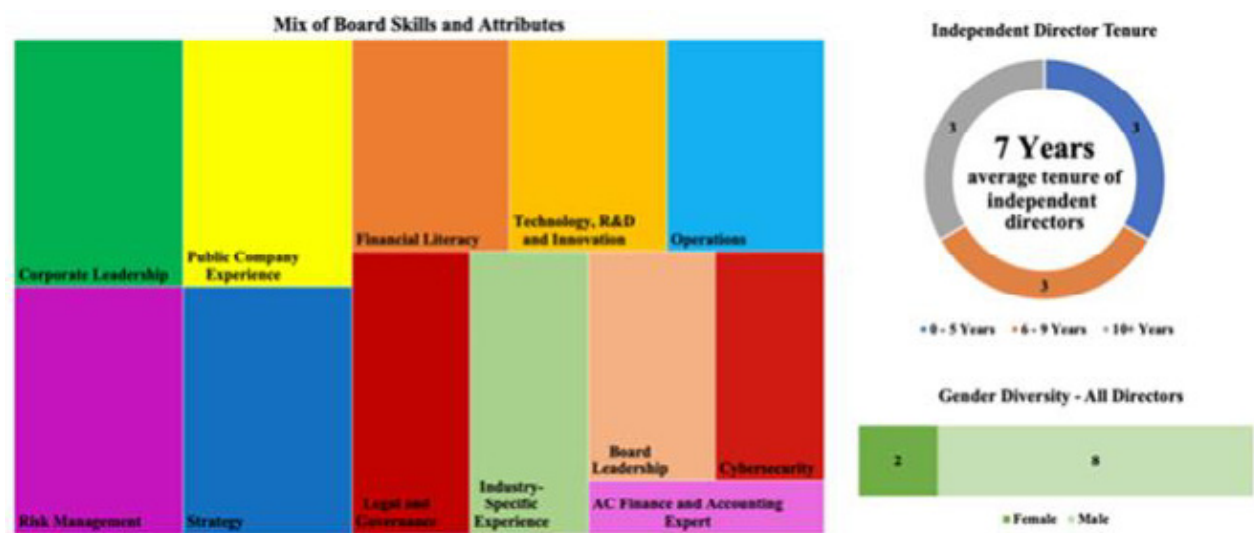 Mix of Board Skills and Attributes
Corporate Leadership
Public Company
Experience
Financial Literacy
Technology, R&D
and Innovation
Operations
Risk Management
Strategy
Legal and
Governance
Industry-
Specific
Experience
Board
Leadership
Cybersecurity
AC Finance and Accounting
Expert
Independent Director Tenure
3
3
7 Years
average tenure of
independent
directors
3
0 - 5 Years 6 - 9 Years 10+ Years
Gender Diversity - All Directors
2 8
Female Male